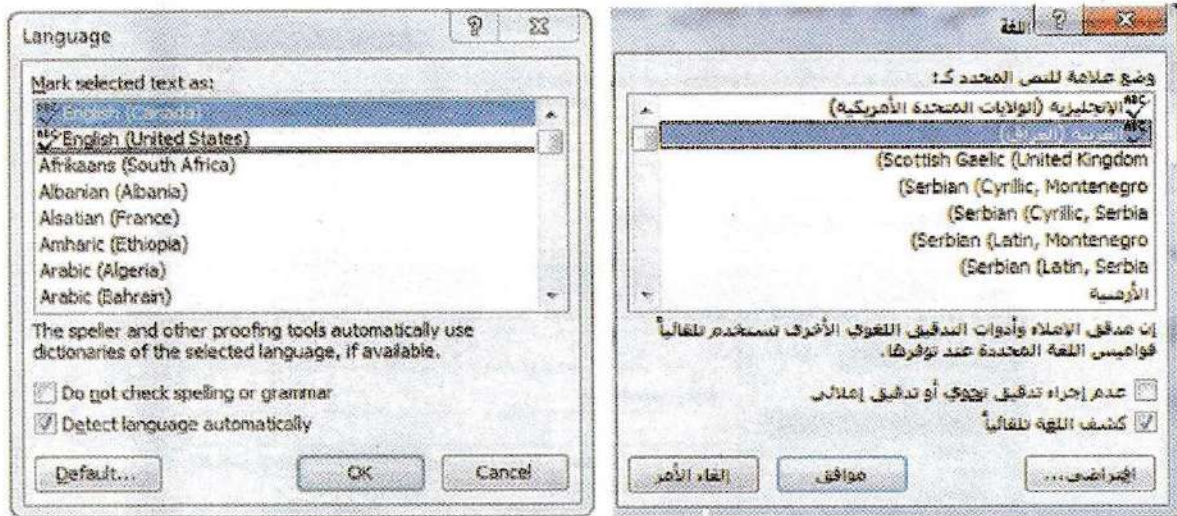 Language
Mark selected text as:
English (Canada)
English (United States)
Afrikaans (South Africa)
Albanian (Albania)
Alsatian (France)
Amharic (Ethiopia)
Arabic (Algeria)
Arabic (Bahrain)
The speller and other proofing tools automatically use
dictionaries of the selected language, if available.
Do not check spelling or grammar
Detect language automatically
Default... OK Cancel
اللغة
وضع علامة للنص المحدد كـ:
الإنجليزية (الولايات المتحدة الأمريكية)
العربية (العراق)
(Scottish Gaelic (United Kingdom
(Serbian (Cyrillic, Montenegro
(Serbian (Cyrillic, Serbia
(Serbian (Latin, Montenegro
(Serbian (Latin, Serbia
الأرمنية
إن مدقق الإملاء وأدوات التدقيق اللغوي الأخرى تستخدم تلقائياً
قواميس اللغة المحددة عند توفرها.
عدم إجراء تدقيق نحوي أو تدقيق إملائي
كشف اللغة تلقائياً
افتراضي... موافق إلغاء الأمر